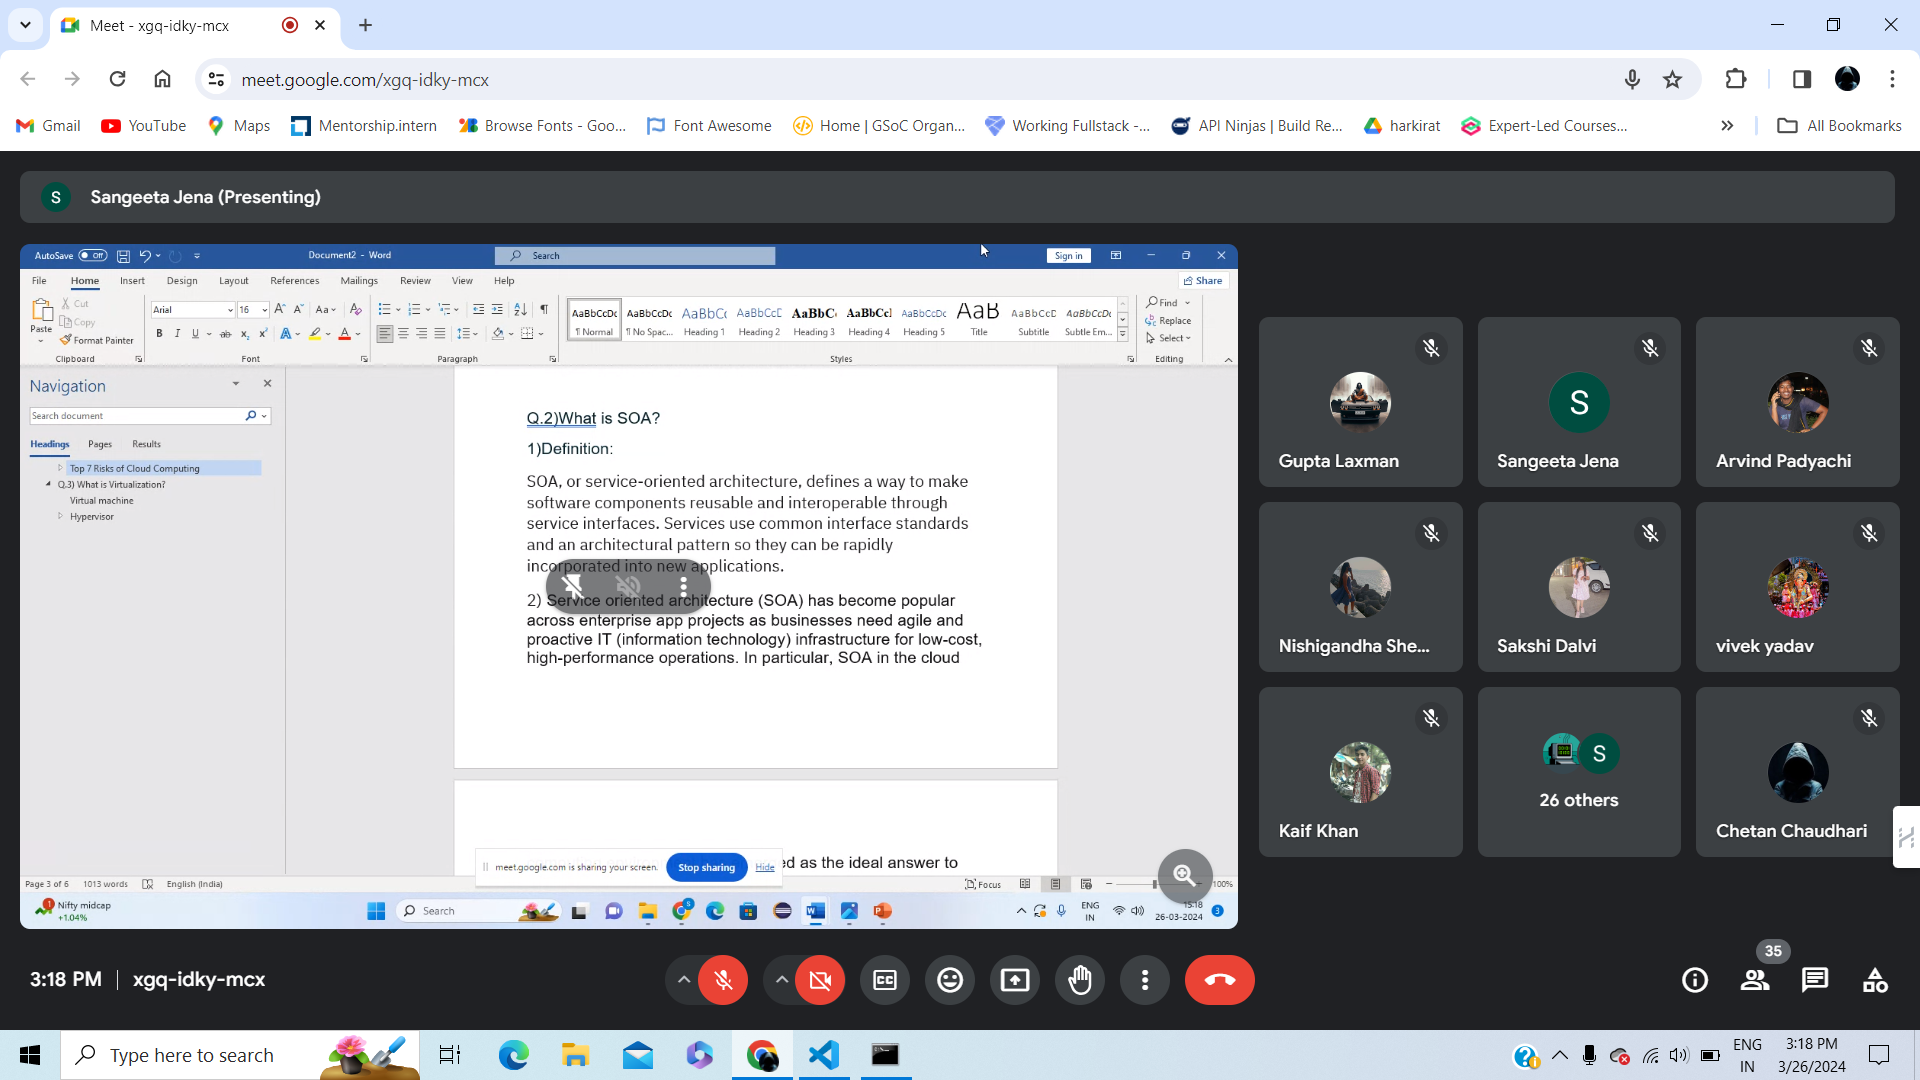 Meet - xgq-idky-mcx
meet.google.com/xgq-idky-mcx
Gmail
YouTube
Maps
Mentorship.intern
Browse Fonts - Goo...
Font Awesome
Home | GSoC Organ...
Working Fullstack -...
API Ninjas | Build Re...
harkirat
Expert-Led Courses...
All Bookmarks
S
Sangeeta Jena (Presenting)
AutoSave Off
Document2 - Word
Search
Sign in
File
Home
Insert
Design
Layout
References
Mailings
Review
View
Help
Share
Paste
Cut
Copy
Format Painter
Clipboard
Arial
16
Font
Paragraph
AaBbCcDc
¶ Normal
AaBbCcDc
¶ No Spac...
AaBbC
Heading 1
AaBbCcD
Heading 2
AaBbC
Heading 3
AaBbCc
Heading 4
AaBbCcDc
Heading 5
AaB
Title
AaBbCcD
Subtitle
AaBbCcDc
Subtle Em...
Styles
Find
Replace
Select
Editing
Navigation
Search document
Headings
Pages
Results
Top 7 Risks of Cloud Computing
Q.3) What is Virtualization?
Virtual machine
Hypervisor
Q.2)What is SOA?
1)Definition:
SOA, or service-oriented architecture, defines a way to make
software components reusable and interoperable through
service interfaces. Services use common interface standards
and an architectural pattern so they can be rapidly
incorporated into new applications.
2) Service oriented architecture (SOA) has become popular
across enterprise app projects as businesses need agile and
proactive IT (information technology) infrastructure for low-cost,
high-performance operations. In particular, SOA in the cloud
ed as the ideal answer to
meet.google.com is sharing your screen.
Stop sharing
Hide
Page 3 of 6
1013 words
English (India)
Focus
100%
1
Nifty midcap
+1.04%
Search
ENG
IN
15:18
26-03-2024
3
Gupta Laxman
S
Sangeeta Jena
Arvind Padyachi
Nishigandha She...
Sakshi Dalvi
vivek yadav
Kaif Khan
S
26 others
Chetan Chaudhari
3:18 PM
xgq-idky-mcx
CC
35
Type here to search
ENG
IN
3:18 PM
3/26/2024